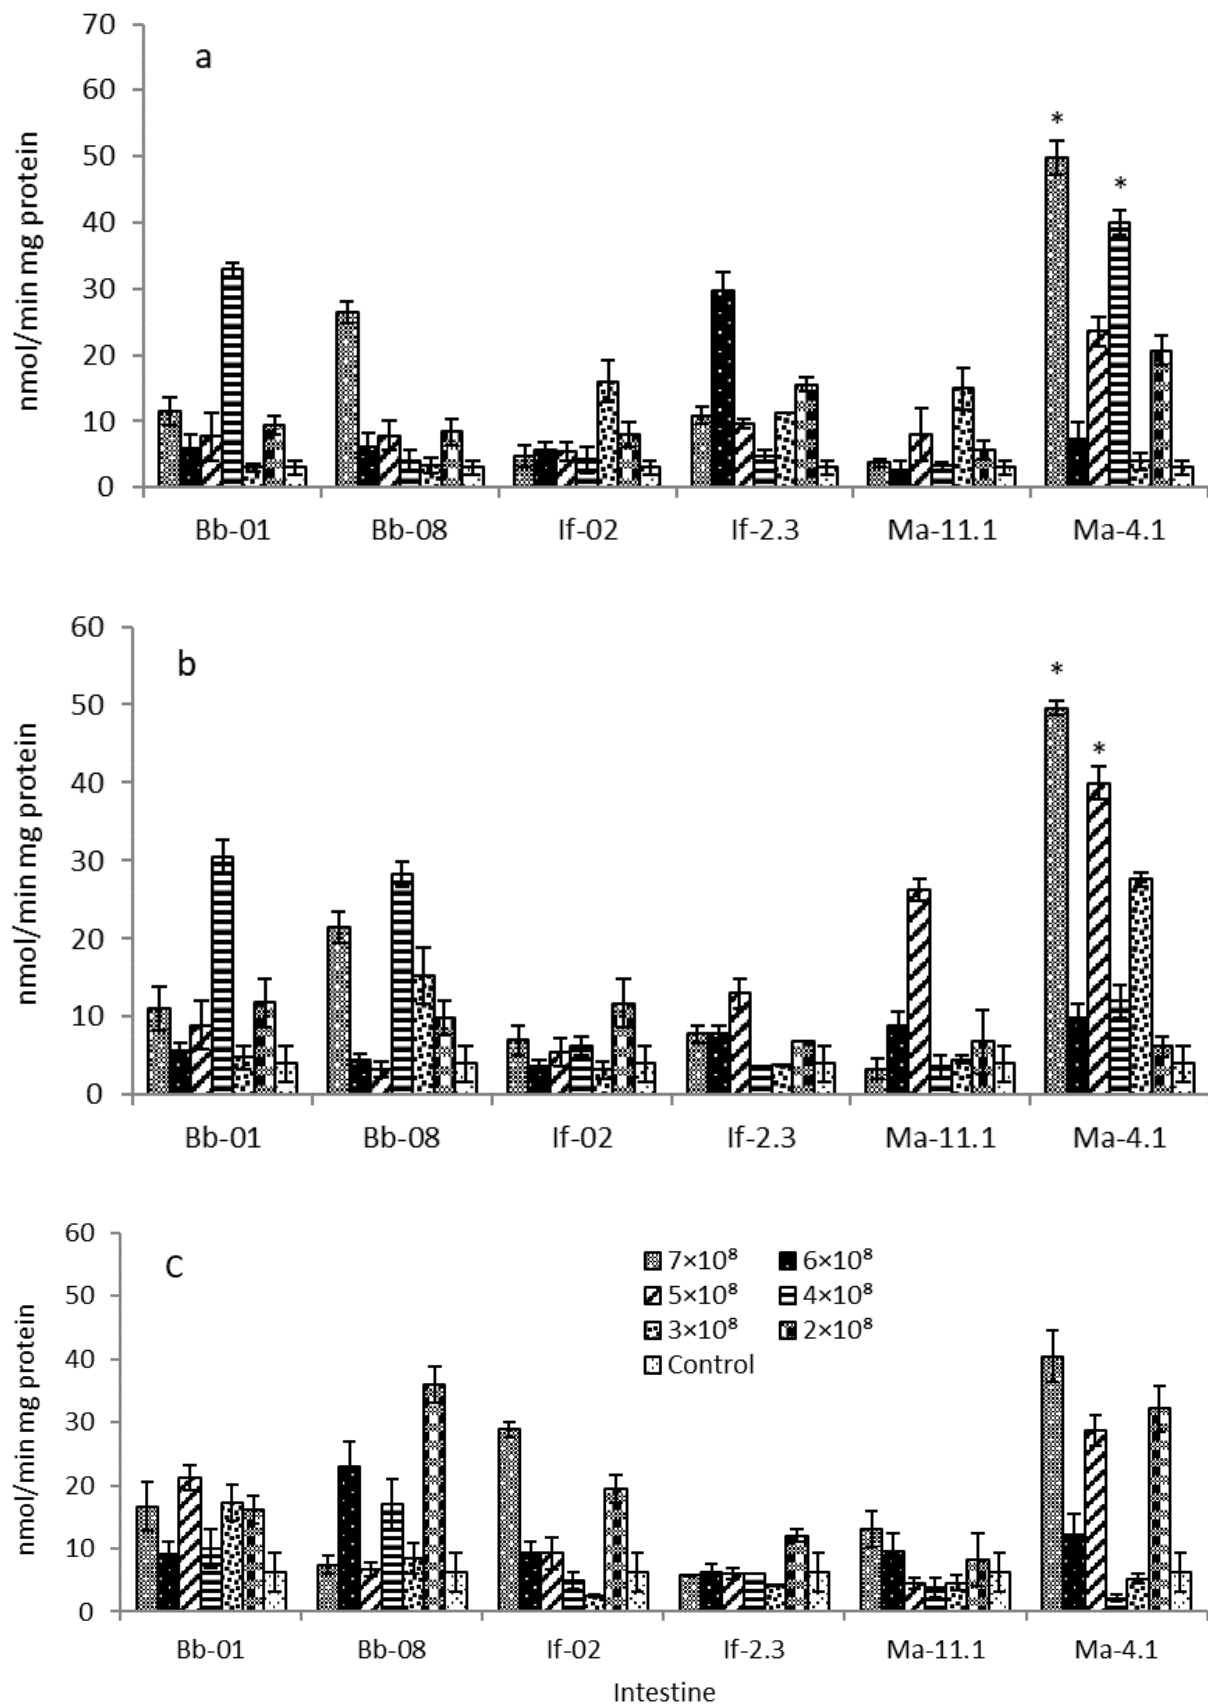 70
a
60
*
50
*
40
30
20
10
0
nmol/min mg protein
Bb-01 Bb-08 If-02 If-2.3 Ma-11.1 Ma-4.1
60
b
*
50
*
40
30
20
10
0
nmol/min mg protein
Bb-01 Bb-08 If-02 If-2.3 Ma-11.1 Ma-4.1
60
C
7×10⁸ 6×10⁸
50
5×10⁸ 4×10⁸
3×10⁸ 2×10⁸
40
Control
30
20
10
0
nmol/min mg protein
Bb-01 Bb-08 If-02 If-2.3 Ma-11.1 Ma-4.1
Intestine